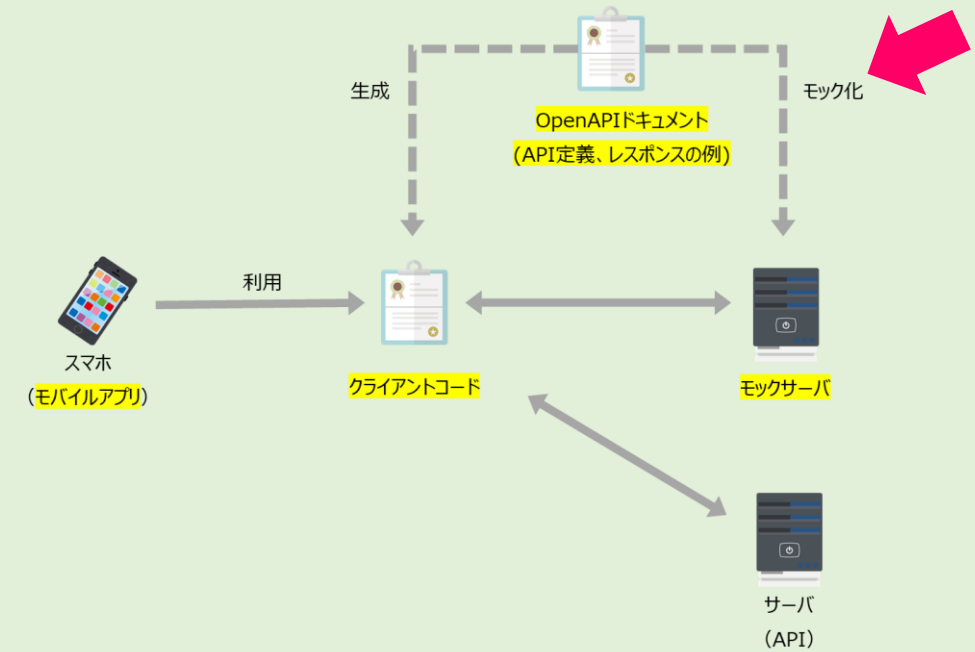 生成
モック化
OpenAPIドキュメント
(API定義、レスポンスの例)
利用
スマホ
(モバイルアプリ)
クライアントコード
モックサーバ
サーバ
(API)